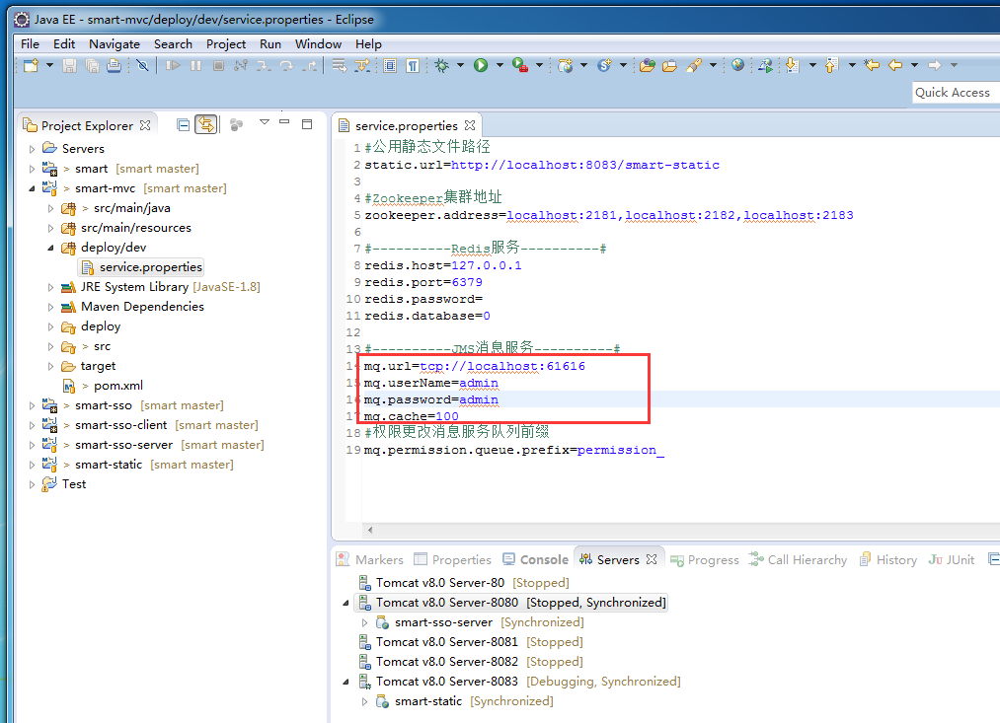 Java EE - smart-mvc/deploy/dev/service.properties - Eclipse
File Edit Navigate Search Project Run Window Help
Quick Access
Project Explorer
Servers
> smart [smart master]
> smart-mvc [smart master]
> src/main/java
src/main/resources
deploy/dev
service.properties
JRE System Library [JavaSE-1.8]
Maven Dependencies
deploy
> src
target
> pom.xml
> smart-sso [smart master]
> smart-sso-client [smart master]
> smart-sso-server [smart master]
> smart-static [smart master]
Test
service.properties
1 #公用静态文件路径
2 static.url=http://localhost:8083/smart-static
3
4 #Zookeeper集群地址
5 zookeeper.address=localhost:2181,localhost:2182,localhost:2183
6
7 #----------Redis服务----------#
8 redis.host=127.0.0.1
9 redis.port=6379
10 redis.password=
11 redis.database=0
12
13 #----------JMS消息服务----------#
14 mq.url=tcp://localhost:61616
15 mq.userName=admin
16 mq.password=admin
17 mq.cache=100
18 #权限更改消息服务队列前缀
19 mq.permission.queue.prefix=permission_
Markers Properties Console Servers Progress Call Hierarchy History JUnit
Tomcat v8.0 Server-80 [Stopped]
Tomcat v8.0 Server-8080 [Stopped, Synchronized]
smart-sso-server [Synchronized]
Tomcat v8.0 Server-8081 [Stopped]
Tomcat v8.0 Server-8082 [Stopped]
Tomcat v8.0 Server-8083 [Debugging, Synchronized]
smart-static [Synchronized]